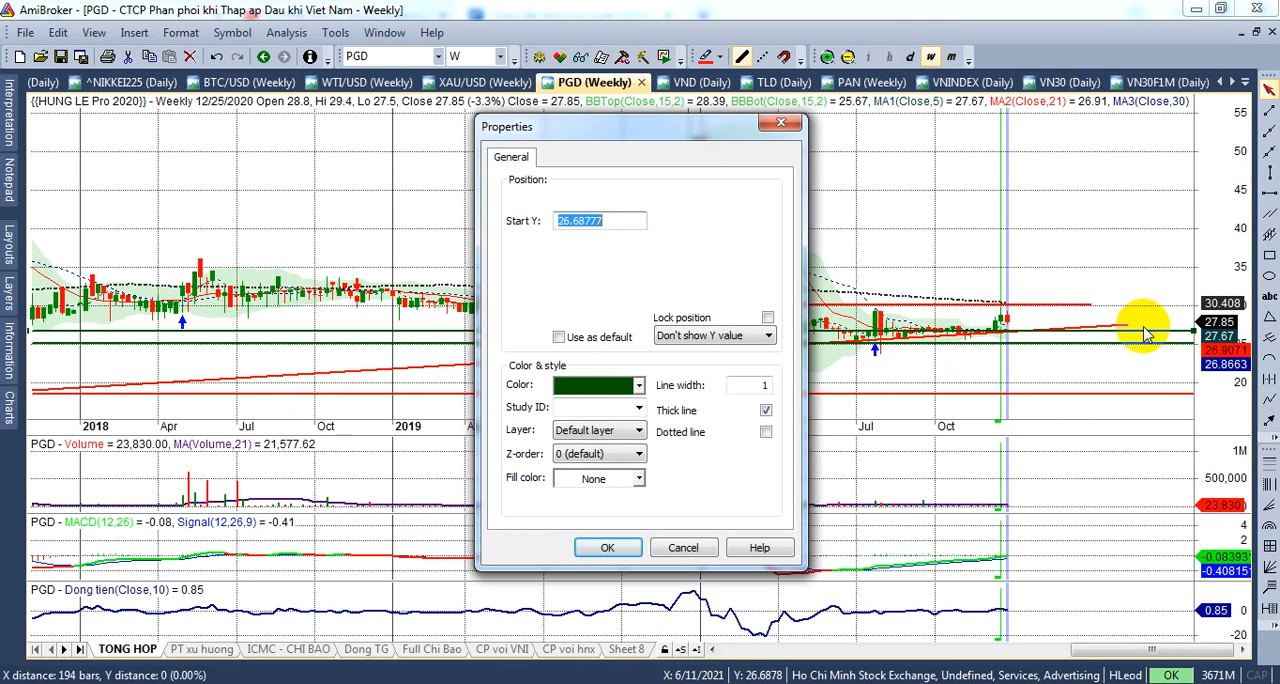 AmiBroker - [PGD - CTCP Phan phoi khi Thap ap Dau khi Viet Nam - Weekly]
File Edit View Insert Format Symbol Analysis Tools Window Help
PGD W h d w m
(Daily) ^NIKKEI225 (Daily) BTC/USD (Weekly) WTI/USD (Weekly) XAU/USD (Weekly) PGD (Weekly) VND (Daily) TLD (Daily) PAN (Weekly) VNINDEX (Daily) VN30 (Daily) VN30F1M (Daily)
{{HUNG LE Pro 2020}} - Weekly 12/25/2020 Open 28.8, Hi 29.4, Lo 27.5, Close 27.85 (-3.3%) Close = 27.85, BBTop(Close,15,2) = 28.39, BBBot(Close,15,2) = 25.67, MA1(Close,5) = 27.67, MA2(Close,21) = 26.91, MA3(Close,30)
Interpretation
Notepad
Layouts
Layers
Information
Charts
Properties
General
Position:
Start Y: 26.68777
Lock position
Use as default Don't show Y value
Color & style
Color: Line width: 1
Study ID: Thick line
Layer: Default layer Dotted line
Z-order: 0 (default)
Fill color: None
OK Cancel Help
55
50
45
40
35
30.408
27.85
27.67
26.9071
26.8663
20
abc
2018 Apr Jul Oct 2019 Jul Oct
PGD - Volume = 23,830.00, MA(Volume,21) = 21,577.62
1M
500,000
23,830
PGD - MACD(12,26) = -0.08, Signal(12,26,9) = -0.41
4
2
-0.08393
-0.40815
PGD - Dong tien(Close,10) = 0.85
0.85 0
-20
TONG HOP PT xu huong ICMC - CHI BAO Dong TG Full Chi Bao CP voi VNI CP voi hnx Sheet 8
X distance: 194 bars, Y distance: 0 (0.00%) X: 6/11/2021 Y: 26.6878 Ho Chi Minh Stock Exchange, Undefined, Services, Advertising HLeod OK 3671M CAP